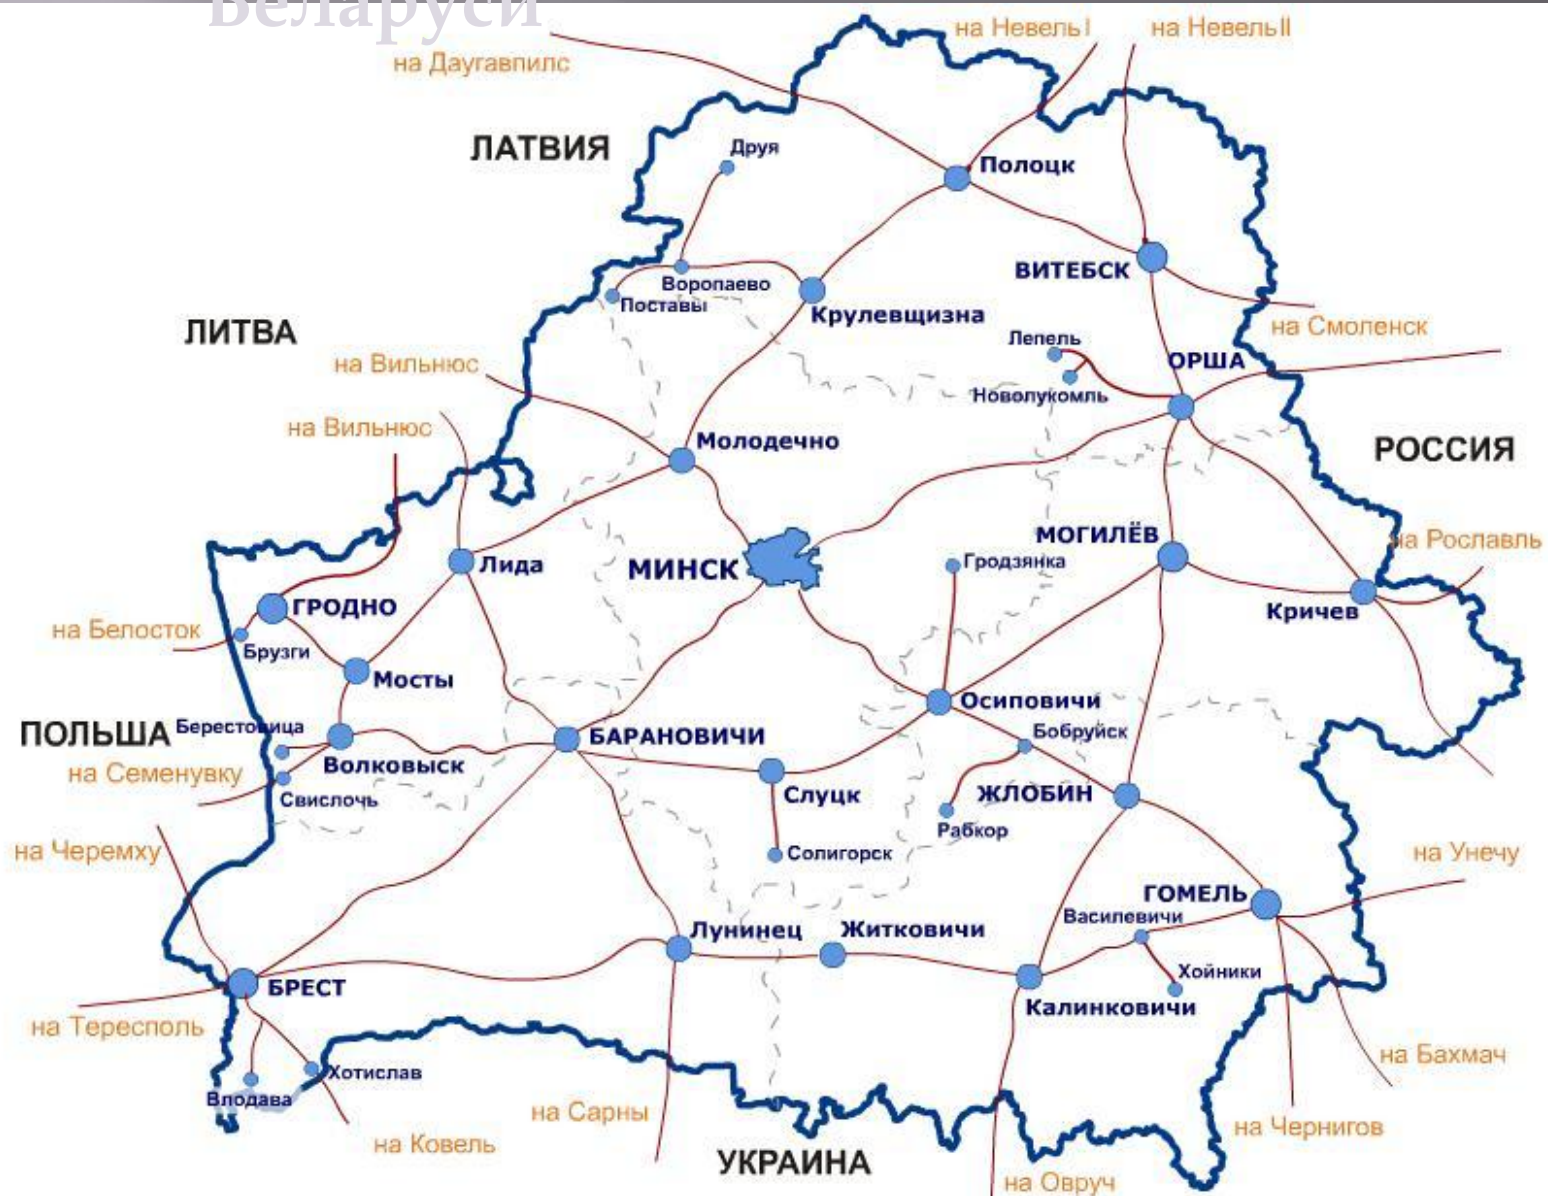 Беларуси
на Невель I
на Невель II
на Даугавпилс
ЛАТВИЯ
Друя
Полоцк
ВИТЕБСК
Воропаево
Поставы
Крулевщизна
на Смоленск
ЛИТВА
Лепель
ОРША
на Вильнюс
Новолукомль
на Вильнюс
Молодечно
РОССИЯ
МОГИЛЁВ
на Рославль
Лида
МИНСК
Гродзянка
ГРОДНО
Кричев
на Белосток
Брузги
Мосты
Осиповичи
ПОЛЬША
Берестовица
БАРАНОВИЧИ
Бобруйск
Волковыск
на Семенувку
Свислочь
Слуцк
ЖЛОБИН
Рабкор
на Черемху
Солигорск
на Унечу
ГОМЕЛЬ
Василевичи
Лунинец
Житковичи
Хойники
БРЕСТ
Калинковичи
на Тересполь
на Бахмач
Хотислав
Влодава
на Сарны
на Чернигов
на Ковель
УКРАИНА
на Овруч